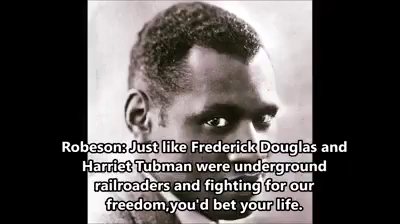 Robeson: Just like Frederick Douglas and
Harriet Tubman were underground
railroaders and fighting for our
freedom,you'd bet your life.